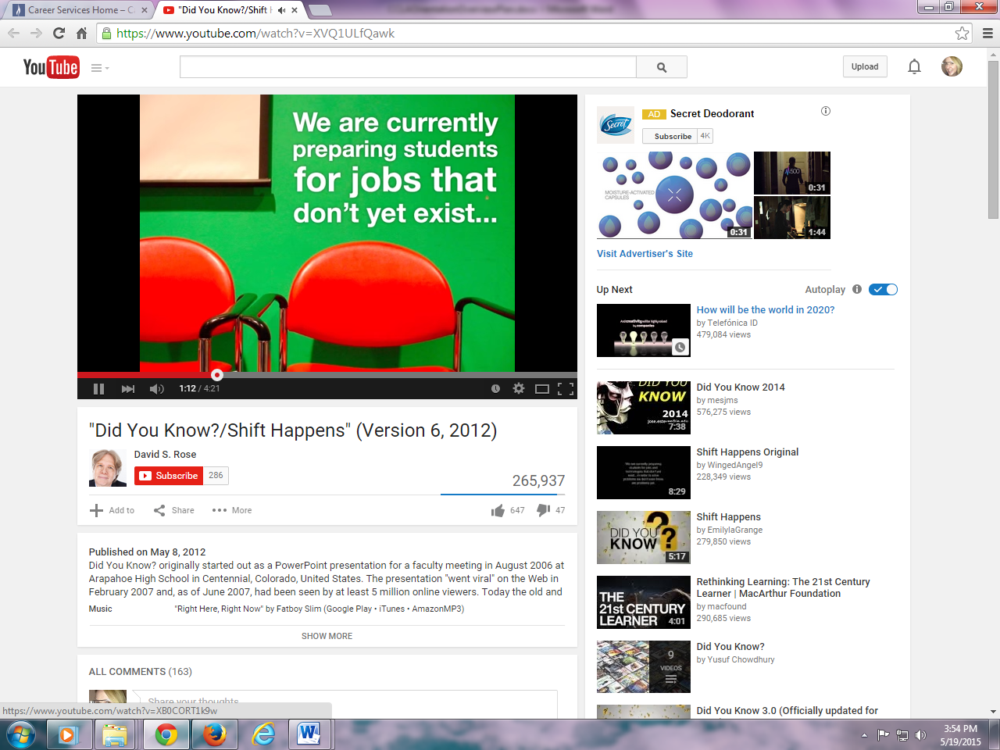 Career Services Home – C
"Did You Know?/Shift H
https://www.youtube.com/watch?v=XVQ1ULfQawk
YouTube
Upload
We are currently
preparing students
for jobs that
don't yet exist...
1:12 / 4:21
"Did You Know?/Shift Happens" (Version 6, 2012)
David S. Rose
Subscribe 286
265,937
Add to Share More 647 47
Published on May 8, 2012
Did You Know? originally started out as a PowerPoint presentation for a faculty meeting in August 2006 at
Arapahoe High School in Centennial, Colorado, United States. The presentation "went viral" on the Web in
February 2007 and, as of June 2007, had been seen by at least 5 million online viewers. Today the old and
Music "Right Here, Right Now" by Fatboy Slim (Google Play • iTunes • AmazonMP3)
SHOW MORE
ALL COMMENTS (163)
Share your thoughts
https://www.youtube.com/watch?v=XB0CORT1k9w
Secret
AD Secret Deodorant
Subscribe 4K
MOISTURE-ACTIVATED
CAPSULES
0:31
0:31
1:44
Visit Advertiser's Site
Up Next
Autoplay
And creativity will be highly valued
by companies
How will be the world in 2020?
by Telefónica ID
479,084 views
DID YOU
KNOW
2014
7:38
Did You Know 2014
by mesjms
576,275 views
8:29
Shift Happens Original
by WingedAngel9
228,349 views
DID YOU
KNOW
?
5:17
Shift Happens
by EmilylaGrange
279,850 views
THE
21st CENTURY
LEARNER
4:01
Rethinking Learning: The 21st Century
Learner | MacArthur Foundation
by macfound
290,685 views
9
VIDEOS
Did You Know?
by Yusuf Chowdhury
Did You Know 3.0 (Officially updated for
3:54 PM
5/19/2015